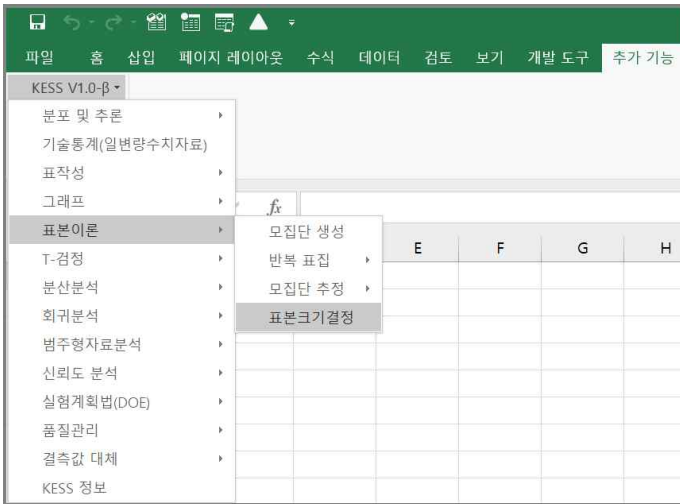 파일 홈 삽입 페이지 레이아웃 수식 데이터 검토 보기 개발 도구 추가 기능
KESS V1.0-β
분포 및 추론
기술통계(일변량수치자료)
표작성
그래프
fx
표본이론
모집단 생성
E F G H
T-검정
반복 표집
분산분석
모집단 추정
회귀분석
표본크기결정
범주형자료분석
신뢰도 분석
실험계획법(DOE)
품질관리
결측값 대체
KESS 정보